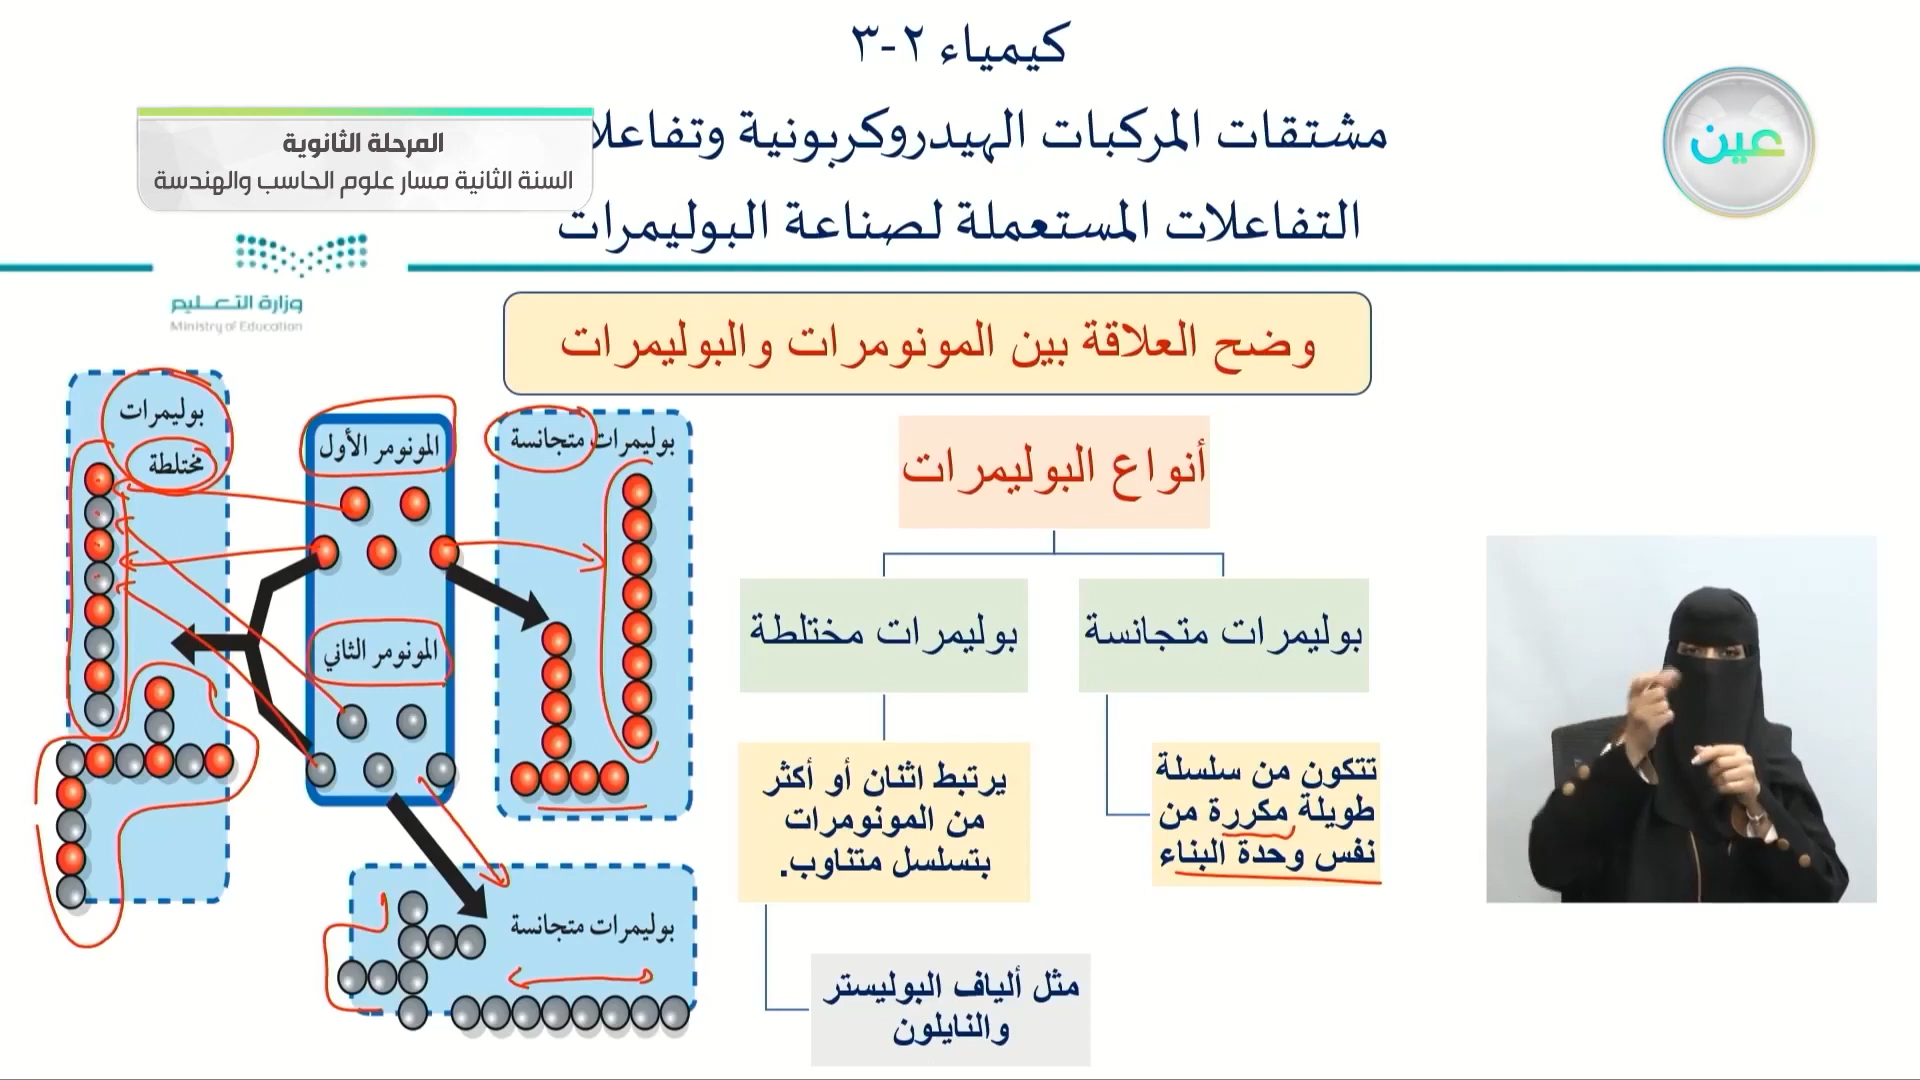 كيمياء ٢-٣
مشتقات المركبات الهيدروكربونية وتفاعلا
التفاعلات المستعملة لصناعة البوليمرات
عين
المرحلة الثانوية
السنة الثانية مسار علوم الحاسب والهندسة
وزارة التعليم
Ministry of Education
وضح العلاقة بين المونومرات والبوليمرات
أنواع البوليمرات
بوليمرات متجانسة
بوليمرات مختلطة
تتكون من سلسلة
طويلة مكررة من
نفس وحدة البناء
يرتبط اثنان أو أكثر
من المونومرات
بتسلسل متناوب.
مثل ألياف البوليستر
والنايلون
بوليمرات متجانسة
المونومر الأول
المونومر الثاني
بوليمرات
مختلطة
بوليمرات متجانسة